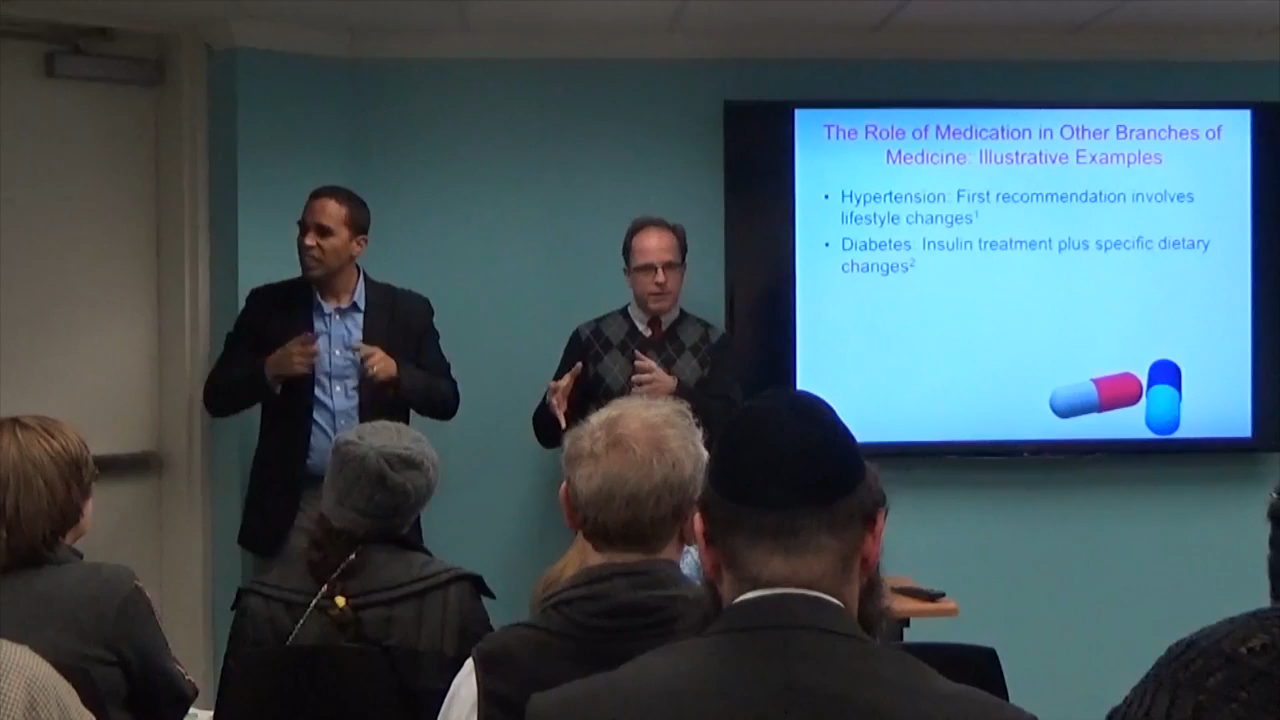 The Role of Medication in Other Branches of
Medicine: Illustrative Examples
• Hypertension: First recommendation involves
lifestyle changes¹
• Diabetes: Insulin treatment plus specific dietary
changes²